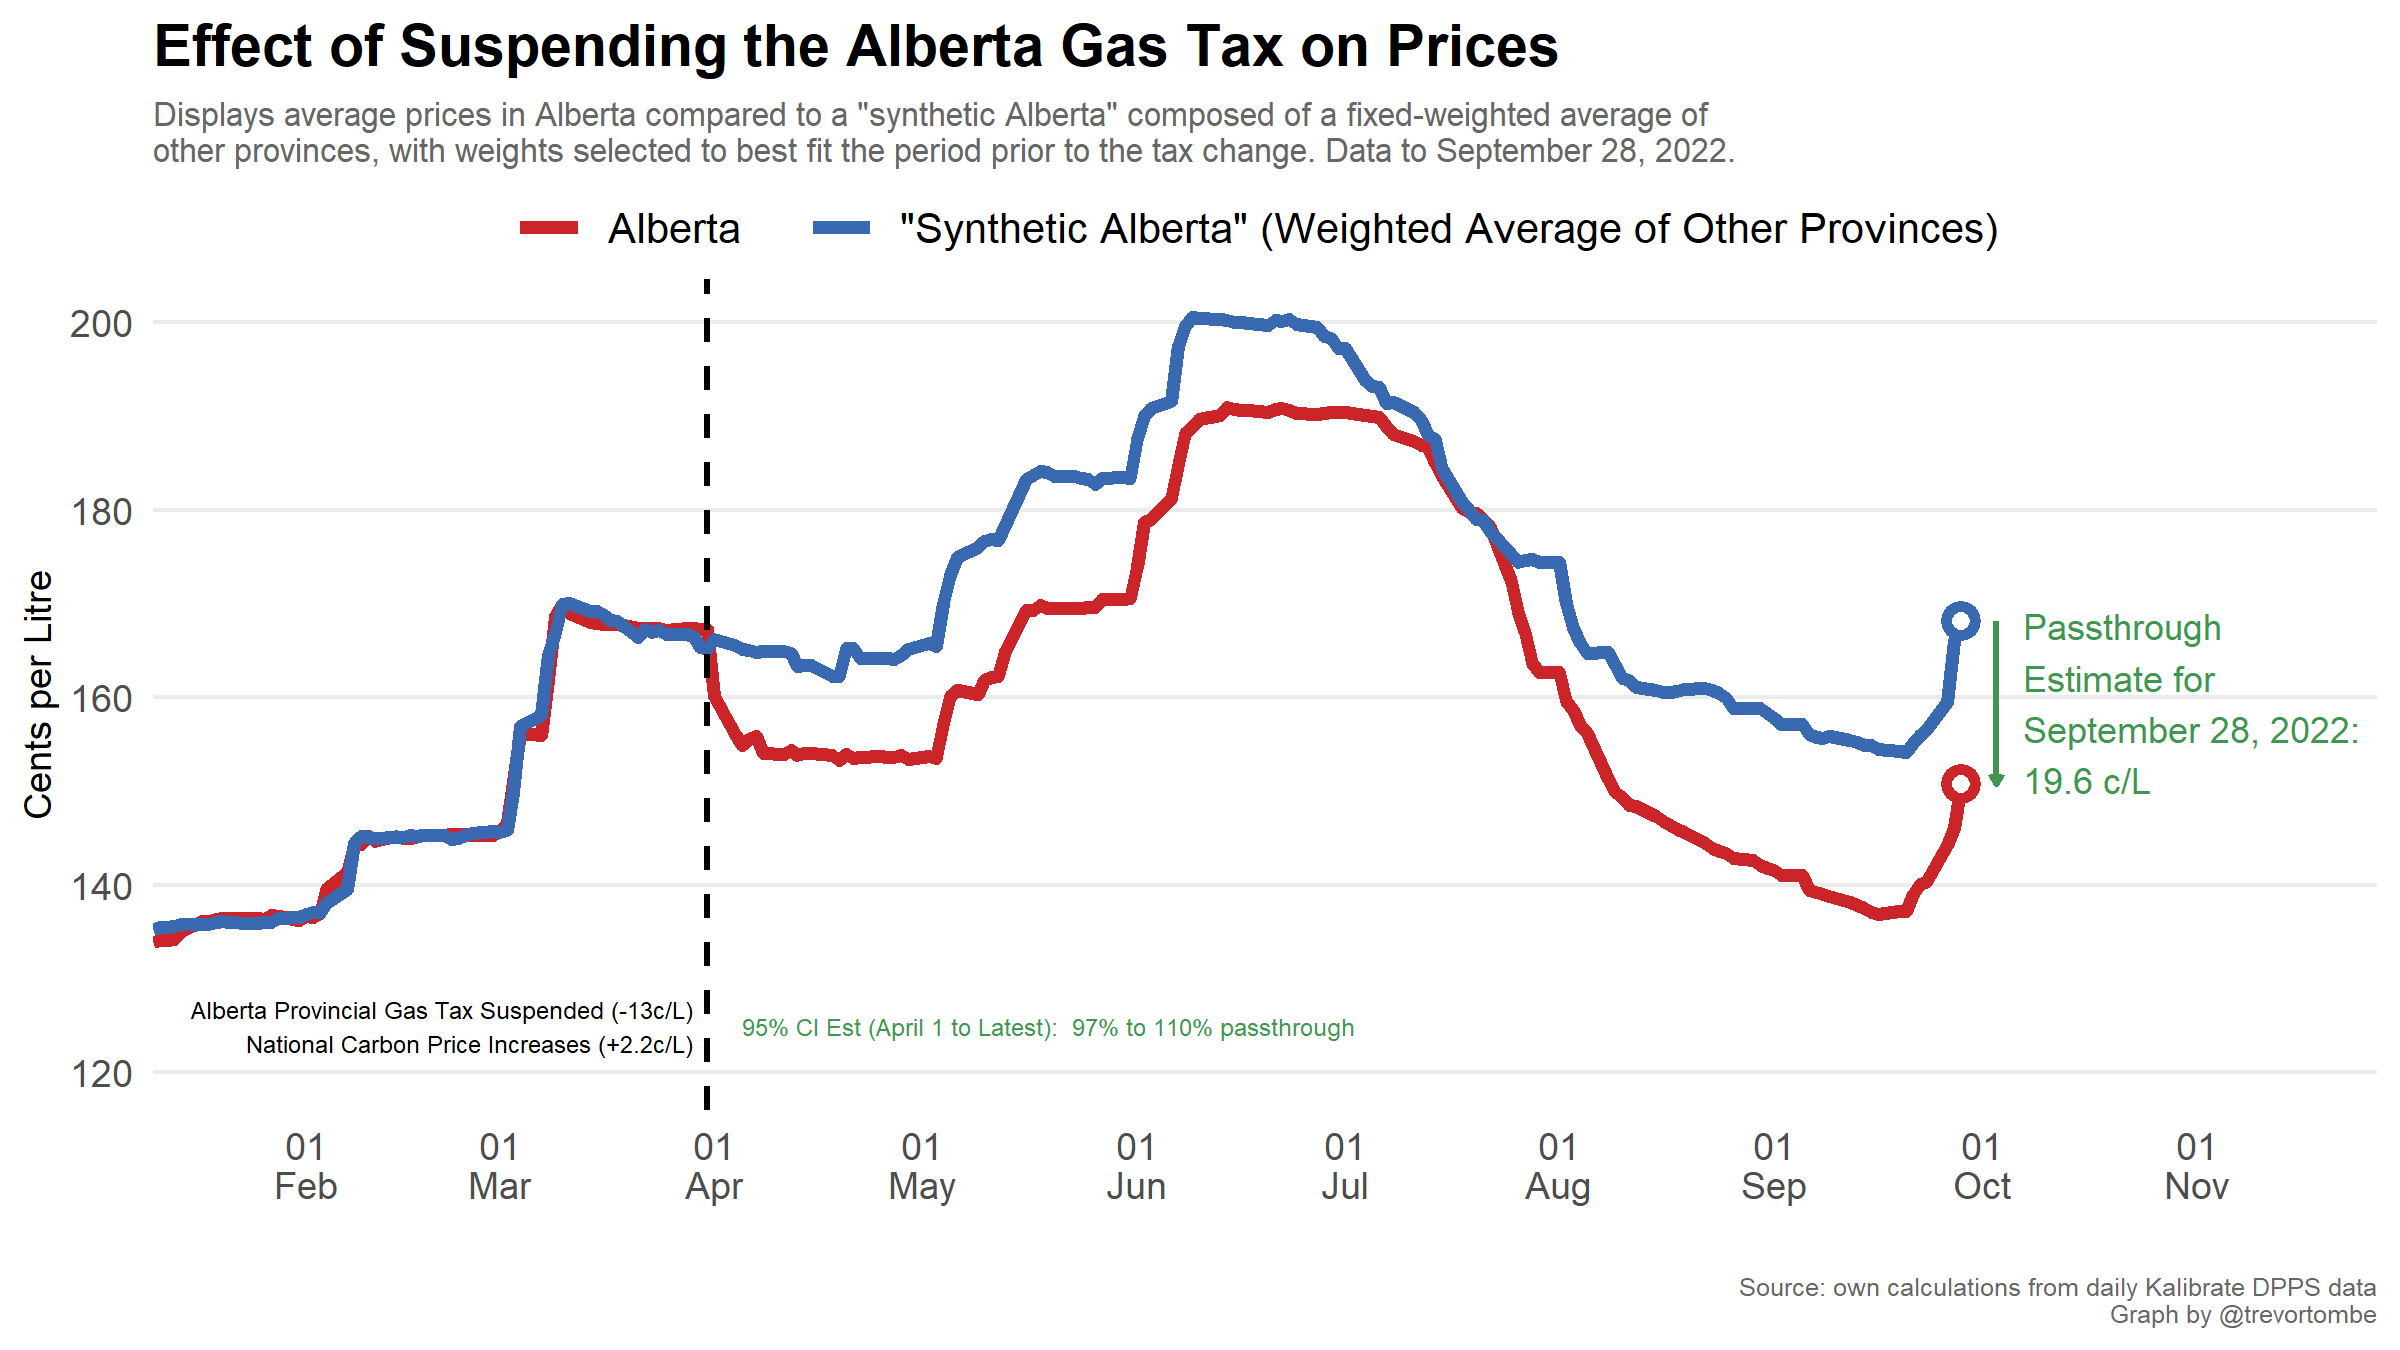 Effect of Suspending the Alberta Gas Tax on Prices
Displays average prices in Alberta compared to a "synthetic Alberta" composed of a fixed-weighted average of
other provinces, with weights selected to best fit the period prior to the tax change. Data to September 28, 2022.
Alberta
"Synthetic Alberta" (Weighted Average of Other Provinces)
Cents per Litre
200
180
160
140
120
Passthrough
Estimate for
September 28, 2022:
19.6 c/L
Alberta Provincial Gas Tax Suspended (-13c/L)
National Carbon Price Increases (+2.2c/L)
95% CI Est (April 1 to Latest):  97% to 110% passthrough
01 01 01 01 01 01 01 01 01 01
Feb Mar Apr May Jun Jul Aug Sep Oct Nov
Source: own calculations from daily Kalibrate DPPS data
Graph by @trevortombe